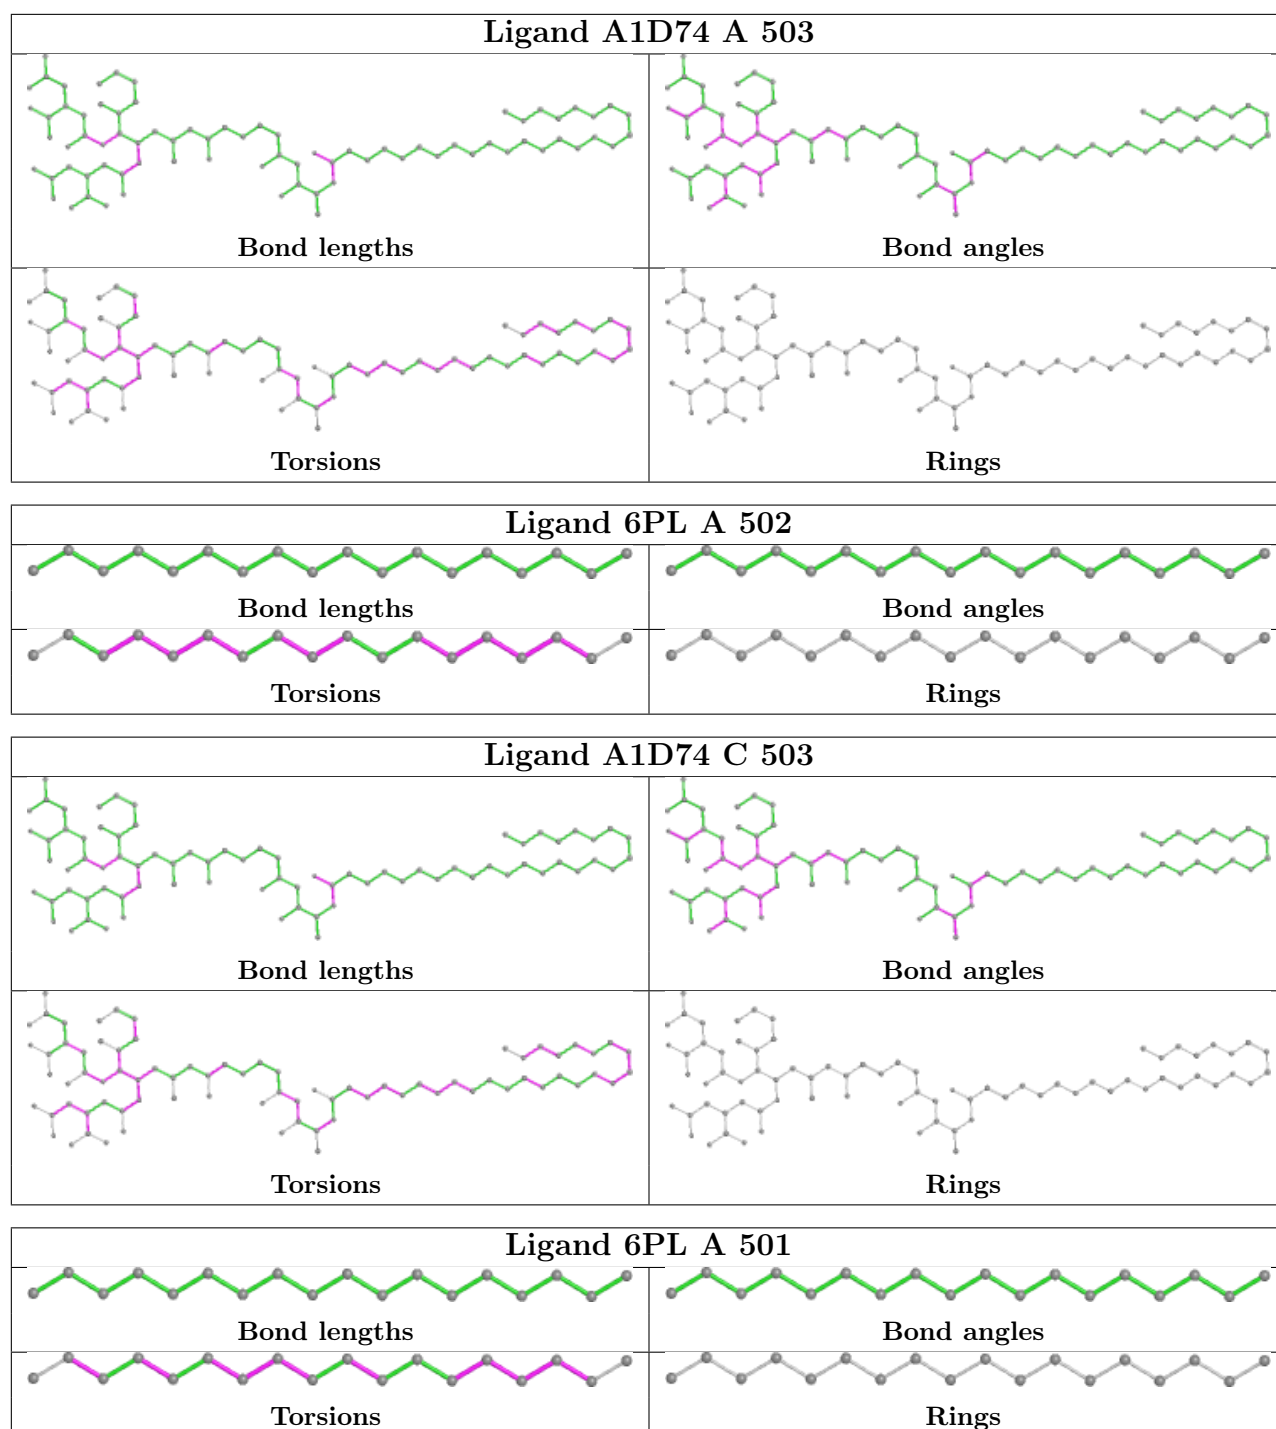 Ligand A1D74 A 503
Bond lengths
Bond angles
Torsions
Rings
Ligand 6PL A 502
Bond lengths
Bond angles
Torsions
Rings
Ligand A1D74 C 503
Bond lengths
Bond angles
Torsions
Rings
Ligand 6PL A 501
Bond lengths
Bond angles
Torsions
Rings